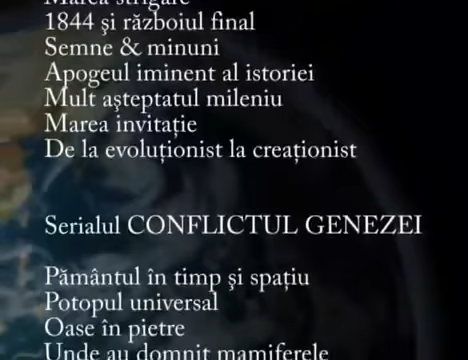 Marea strigare
1844 şi războiul final
Semne & minuni
Apogeul iminent al istoriei
Mult aşteptatul mileniu
Marea invitaţie
De la evoluţionist la creaţionist
Serialul CONFLICTUL GENEZEI
Pământul în timp şi spaţiu
Potopul universal
Oase în pietre
Unde au domnit mamiferele